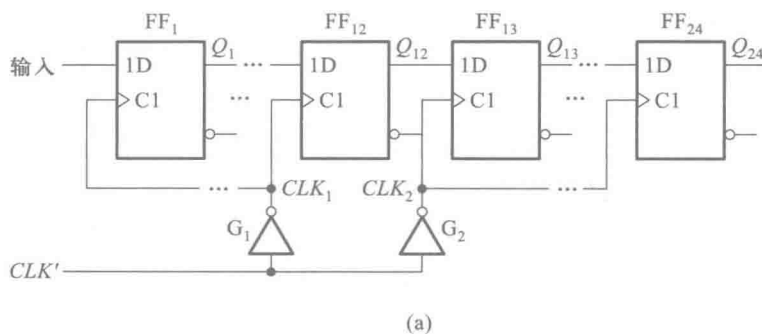 FF₁ FF₁₂ FF₁₃ FF₂₄
输入 1D Q₁ ... 1D Q₁₂ 1D Q₁₃ ... 1D Q₂₄
C1 ... C1 C1 ... C1
... CLK₁ CLK₂ ...
G₁ G₂
CLK'
(a)